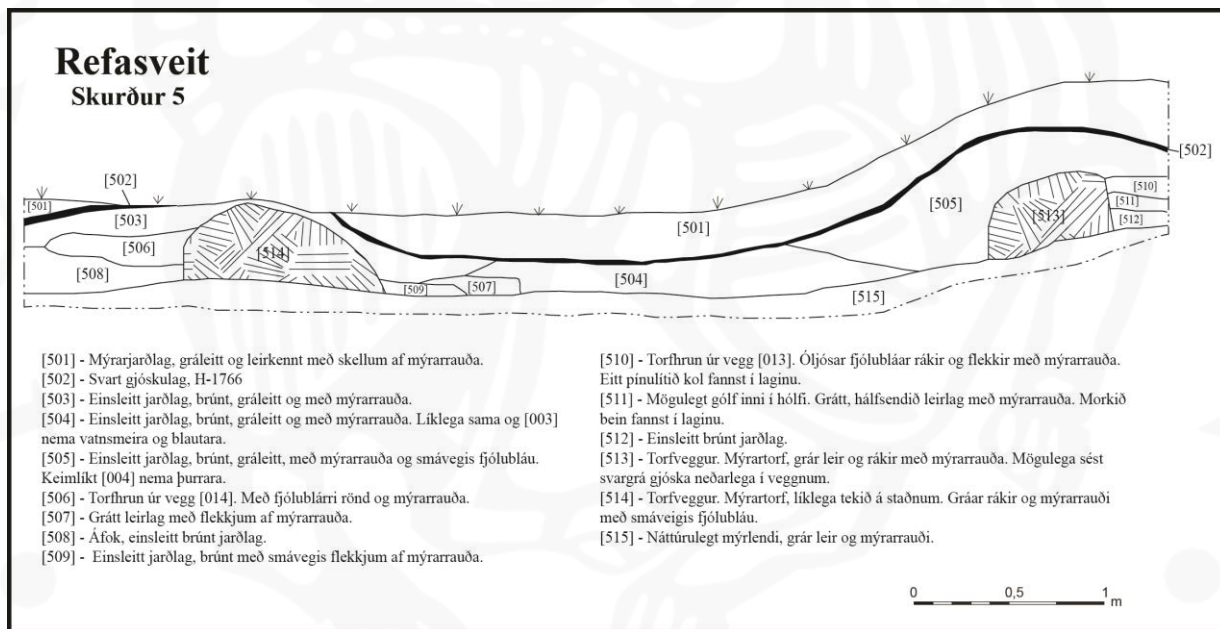 Refasveit
Skurður 5
[502]
[502]
[501]
[503]
[505]
[510]
[511]
[513]
[512]
[501]
[506]
[514]
[508]
[504]
[509]
[507]
[515]
[501] - Mýrarjarðlag, gráleitt og leirkennt með skellum af mýrarrauða.
[502] - Svart gjóskulag, H-1766
[503] - Einsleitt jarðlag, brúnt, gráleitt og með mýrarrauða.
[504] - Einsleitt jarðlag, brúnt, gráleitt og með mýrarrauða. Líklega sama og [003]
nema vatnsmeira og blautara.
[505] - Einsleitt jarðlag, brúnt, gráleitt, með mýrarrauða og smávegis fjólubláu.
Keimlíkt [004] nema þurrara.
[506] - Torfhrun úr vegg [014]. Með fjólublárri rönd og mýrarrauða.
[507] - Grátt leirlag með flekkjum af mýrarrauða.
[508] - Áfok, einsleitt brúnt jarðlag.
[509] - Einsleitt jarðlag, brúnt með smávegis flekkjum af mýrarrauða.
[510] - Torfhrun úr vegg [013]. Óljósar fjólubláar rákir og flekkir með mýrarrauða.
Eitt pínulítið kol fannst í laginu.
[511] - Mögulegt gólf inni í hólfi. Grátt, hálfsendið leirlag með mýrarrauða. Morkið
bein fannst í laginu.
[512] - Einsleitt brúnt jarðlag.
[513] - Torfveggur. Mýrartorf, grár leir og rákir með mýrarrauða. Mögulega sést
svargrá gjóska neðarlega í veggnum.
[514] - Torfveggur. Mýrartorf, líklega tekið á staðnum. Gráar rákir og mýrarrauði
með smáveigis fjólubláu.
[515] - Náttúrulegt mýrlendi, grár leir og mýrarrauði.
0 0,5 1
m